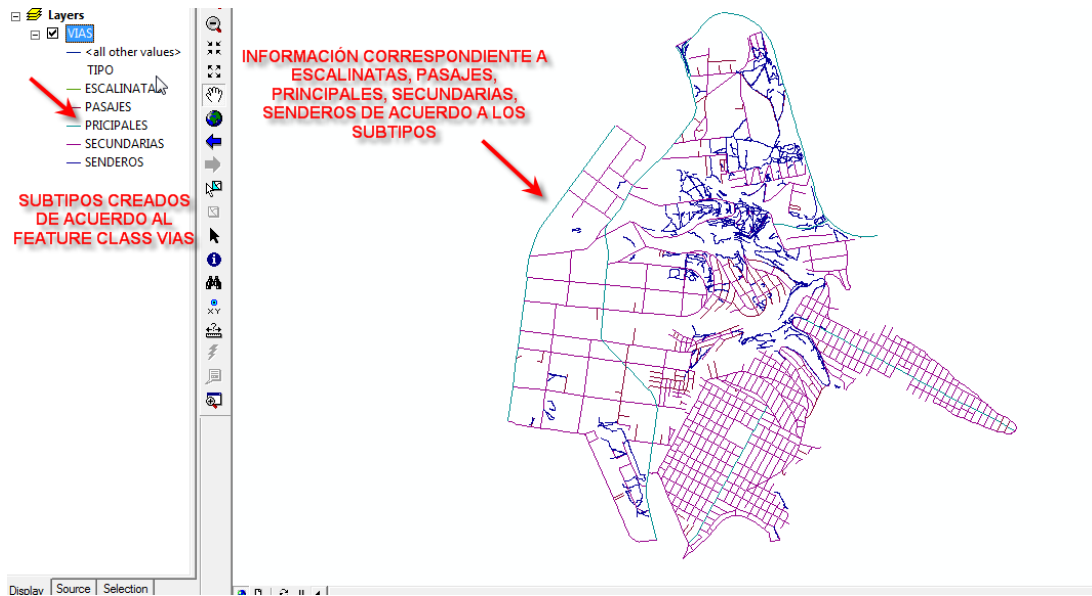 Layers
VIAS
<all other values>
TIPO
ESCALINATA
PASAJES
PRICIPALES
SECUNDARIAS
SENDEROS
SUBTIPOS CREADOS
DE ACUERDO AL
FEATURE CLASS VIAS
INFORMACIÓN CORRESPONDIENTE A
ESCALINATAS, PASAJES,
PRINCIPALES, SECUNDARIAS,
SENDEROS DE ACUERDO A LOS
SUBTIPOS
XY
Display
Source
Selection